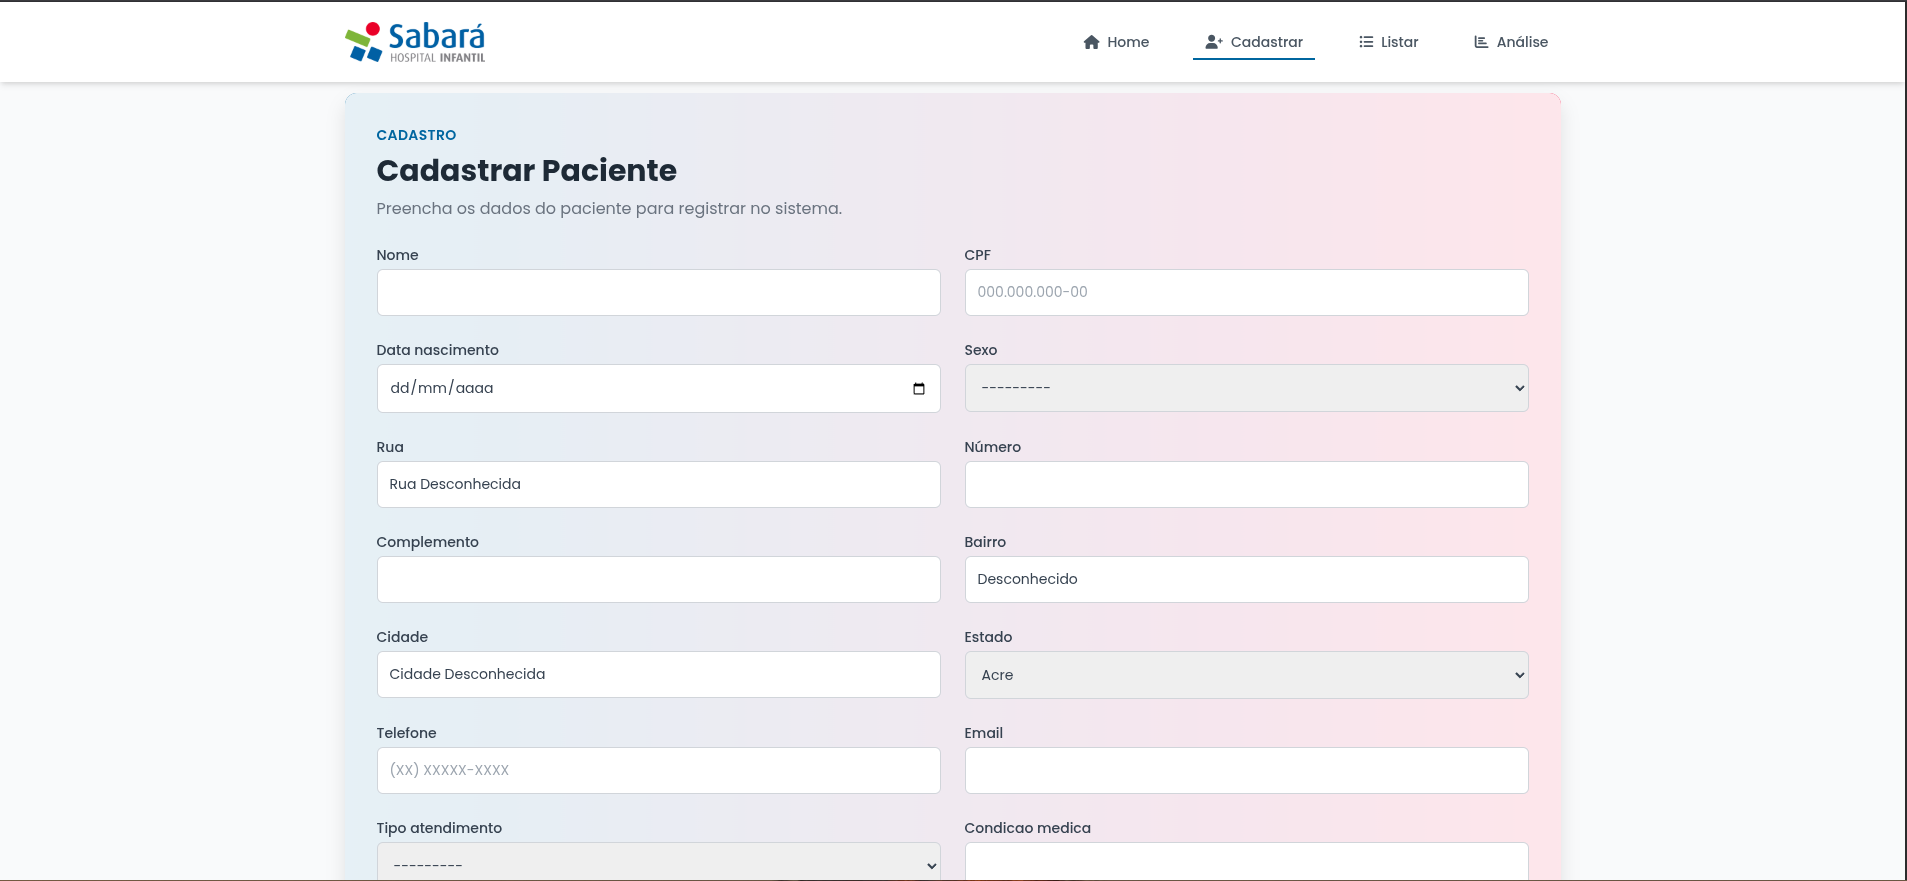 Sabará
HOSPITAL INFANTIL
Home
Cadastrar
Listar
Análise
CADASTRO
Cadastrar Paciente
Preencha os dados do paciente para registrar no sistema.
Nome
CPF
000.000.000-00
Data nascimento
Sexo
dd/mm/aaaa
---------
Rua
Número
Rua Desconhecida
Complemento
Bairro
Desconhecido
Cidade
Estado
Cidade Desconhecida
Acre
Telefone
Email
(XX) XXXXX-XXXX
Tipo atendimento
Condicao medica
---------